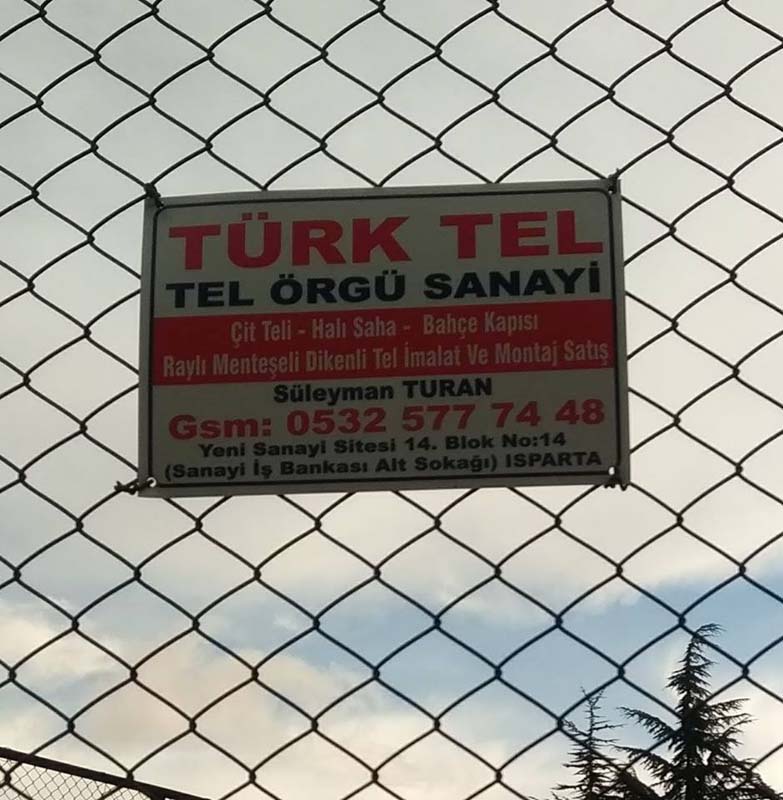 TÜRK TEL
TEL ÖRGÜ SANAYİ
Çit Teli - Halı Saha - Bahçe Kapısı
Raylı Menteşeli Dikenli Tel İmalat Ve Montaj Satış
Süleyman TURAN
Gsm: 0532 577 74 48
Yeni Sanayi Sitesi 14. Blok No:14
(Sanayi İş Bankası Alt Sokağı) ISPARTA